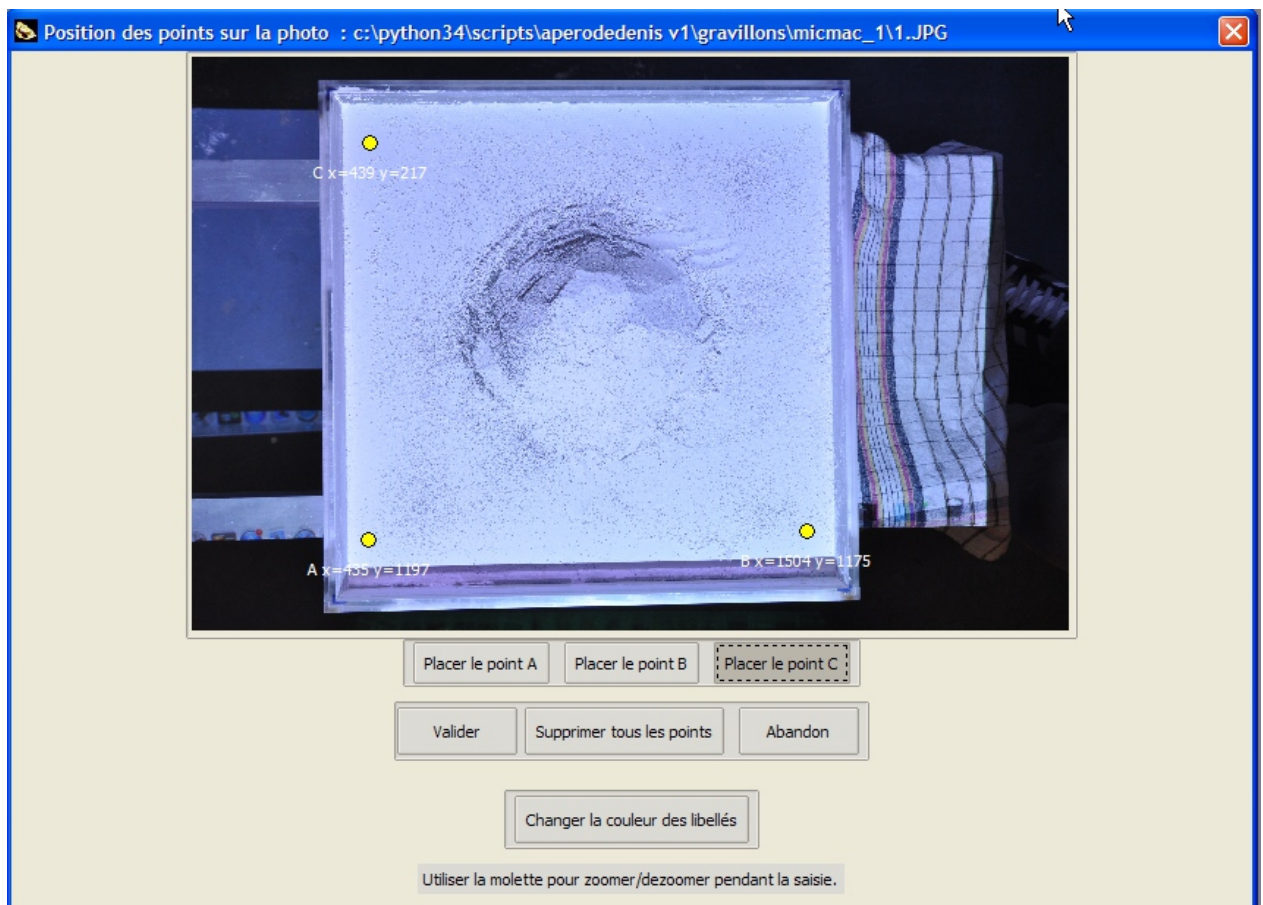 Position des points sur la photo : c:\python34\scripts\aperodedenis v1\gravillons\micmac_1\1.JPG
C x=439 y=217
A x=435 y=1197
B x=1504 y=1175
Placer le point A
Placer le point B
Placer le point C
Valider
Supprimer tous les points
Abandon
Changer la couleur des libellés
Utiliser la molette pour zoomer/dezoomer pendant la saisie.